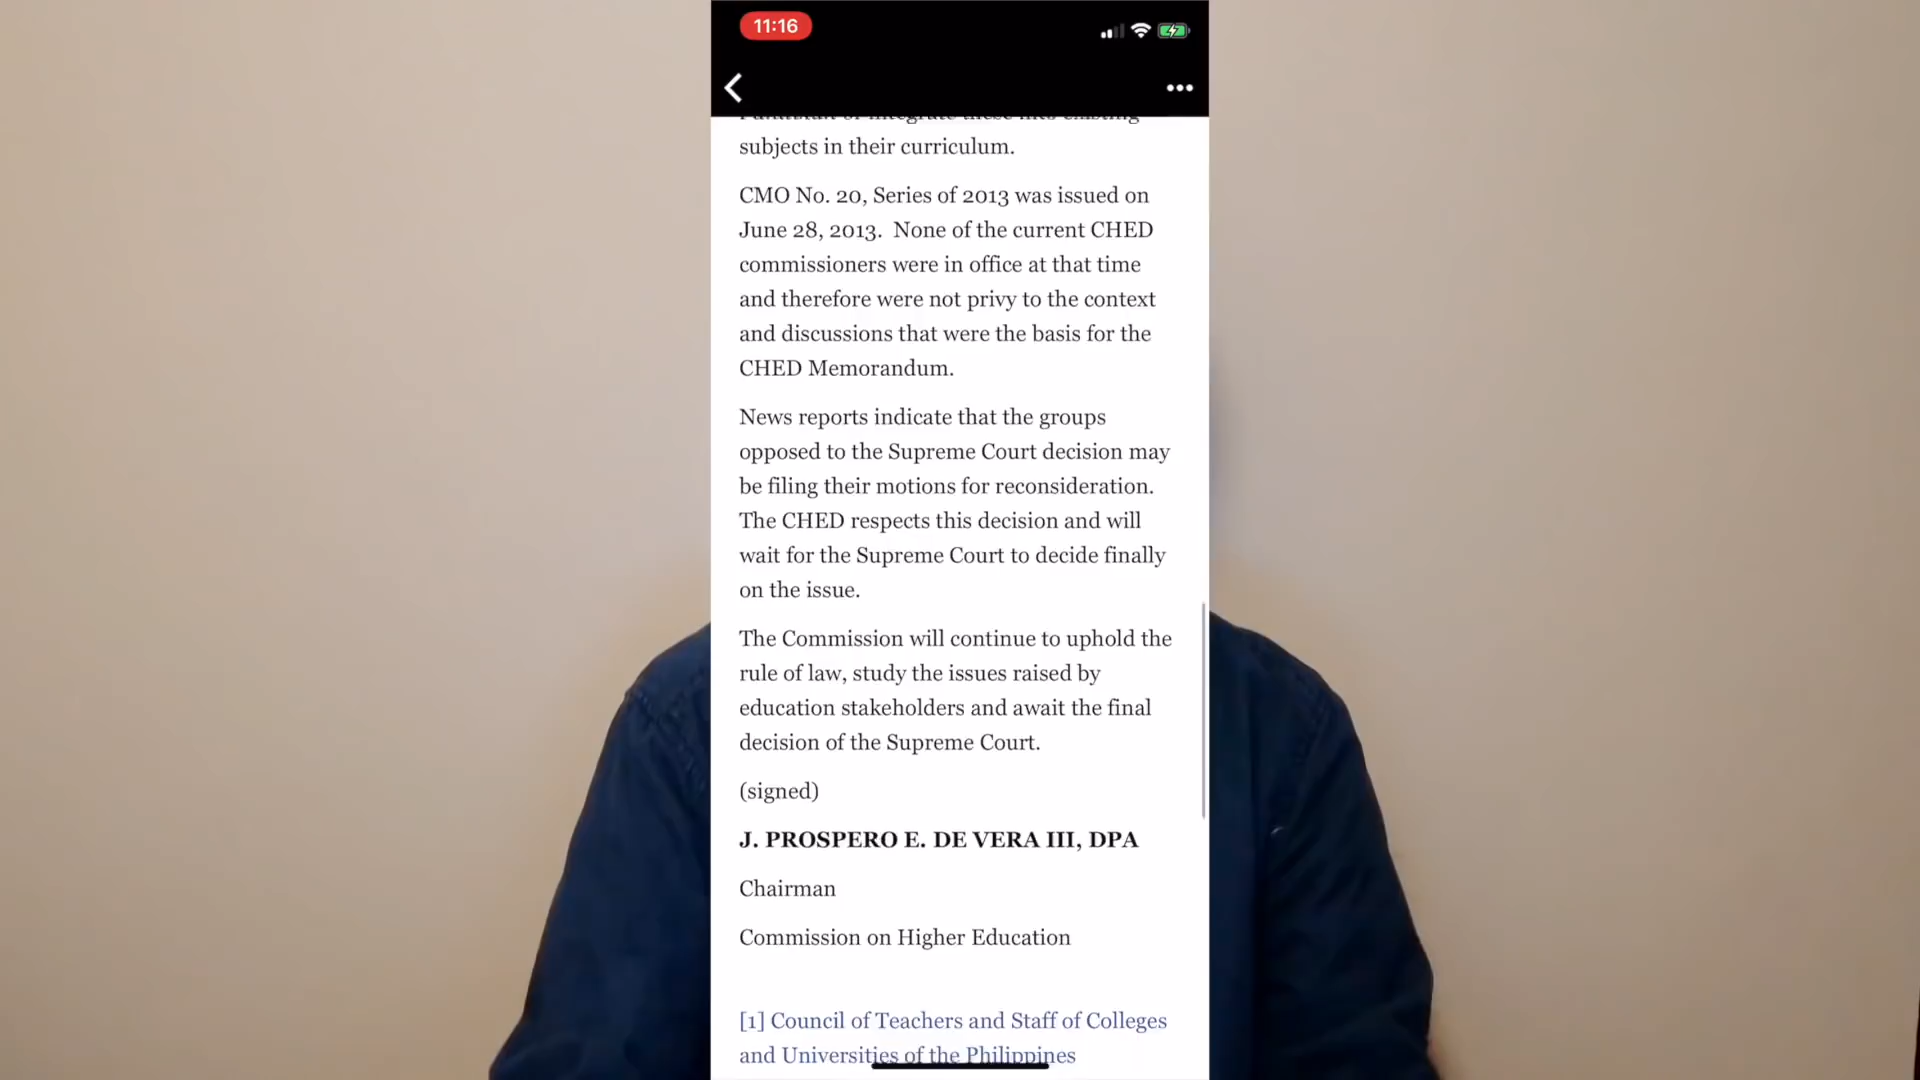 11:16
subjects in their curriculum.
CMO No. 20, Series of 2013 was issued on
June 28, 2013. None of the current CHED
commissioners were in office at that time
and therefore were not privy to the context
and discussions that were the basis for the
CHED Memorandum.
News reports indicate that the groups
opposed to the Supreme Court decision may
be filing their motions for reconsideration.
The CHED respects this decision and will
wait for the Supreme Court to decide finally
on the issue.
The Commission will continue to uphold the
rule of law, study the issues raised by
education stakeholders and await the final
decision of the Supreme Court.
(signed)
J. PROSPERO E. DE VERA III, DPA
Chairman
Commission on Higher Education
[1] Council of Teachers and Staff of Colleges
and Universities of the Philippines